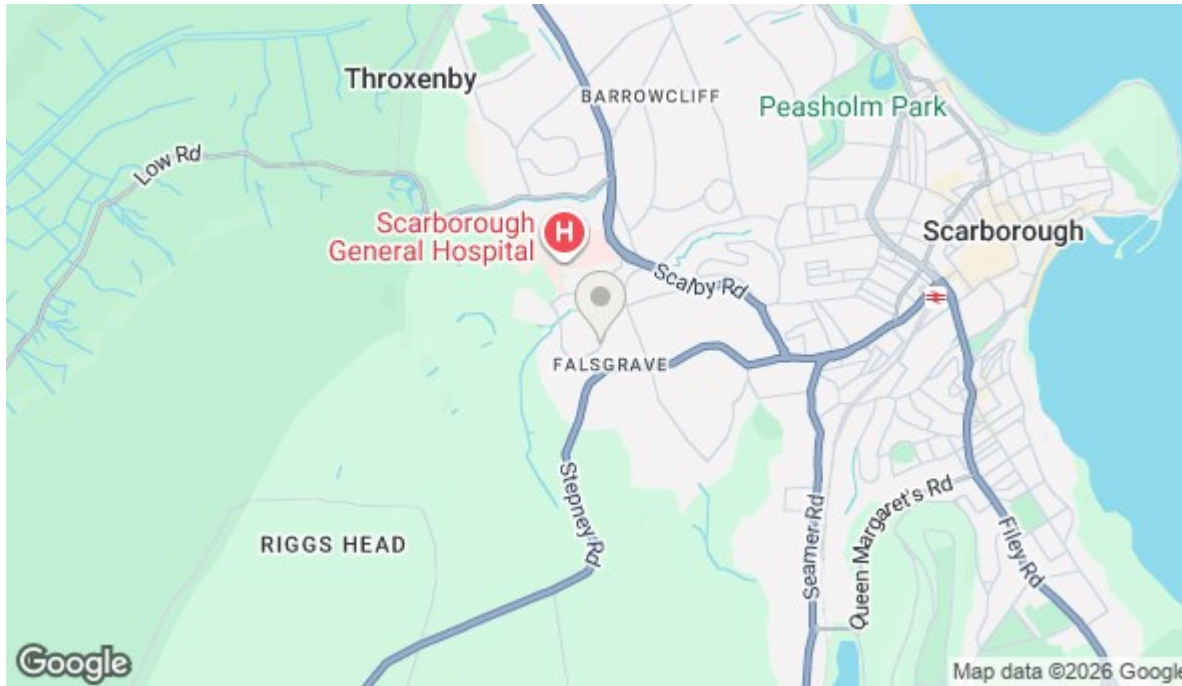 Throxenby
BARROWCLIFF
Peasholm Park
Low Rd
Scarborough
General Hospital
H
Scarborough
Scalby Rd
FALSGRAVE
Stepney Rd
Seamer Rd
Queen Margaret's Rd
Filey Rd
RIGGS HEAD
Google
Map data ©2026 Google